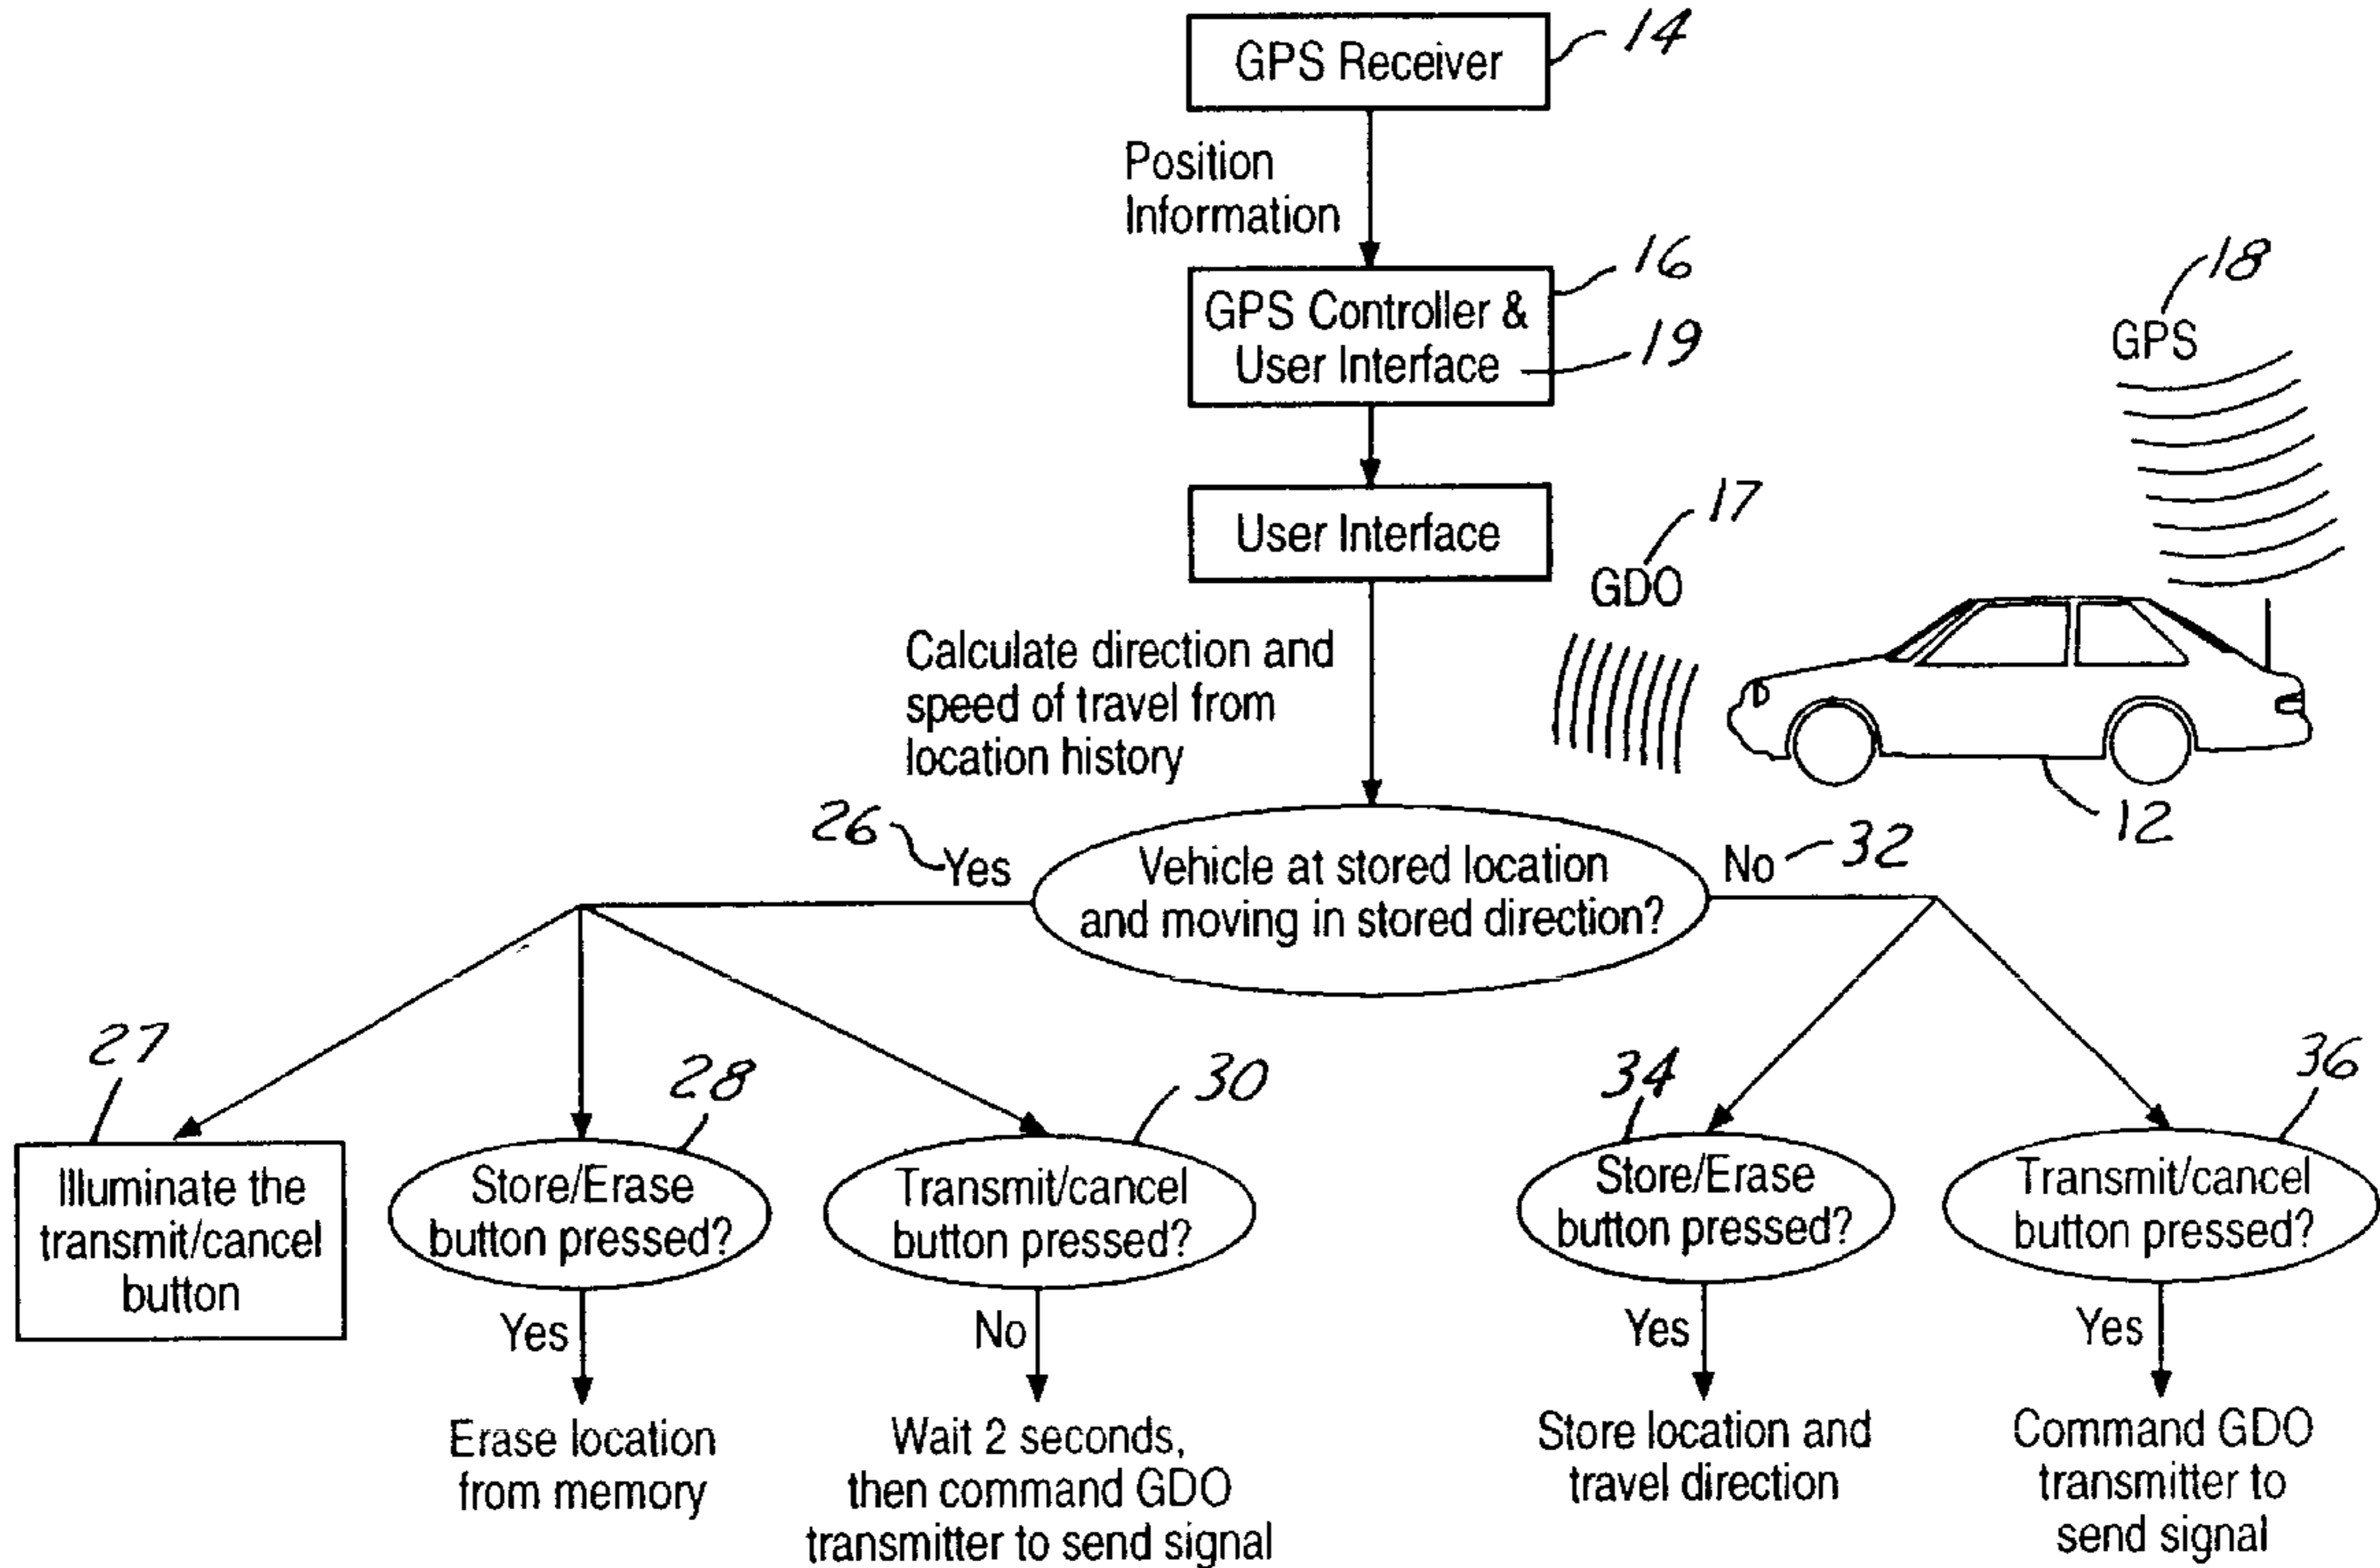 GPS Receiver
14
Position
Information
GPS Controller &
User Interface
16
19
18
GPS
User Interface
17
GDO
Calculate direction and
speed of travel from
location history
12
26
Yes
Vehicle at stored location
and moving in stored direction?
No
32
27
28
30
34
36
Illuminate the
transmit/cancel
button
Store/Erase
button pressed?
Transmit/cancel
button pressed?
Store/Erase
button pressed?
Transmit/cancel
button pressed?
Yes
No
Yes
Yes
Erase location
from memory
Wait 2 seconds,
then command GDO
transmitter to send signal
Store location and
travel direction
Command GDO
transmitter to
send signal